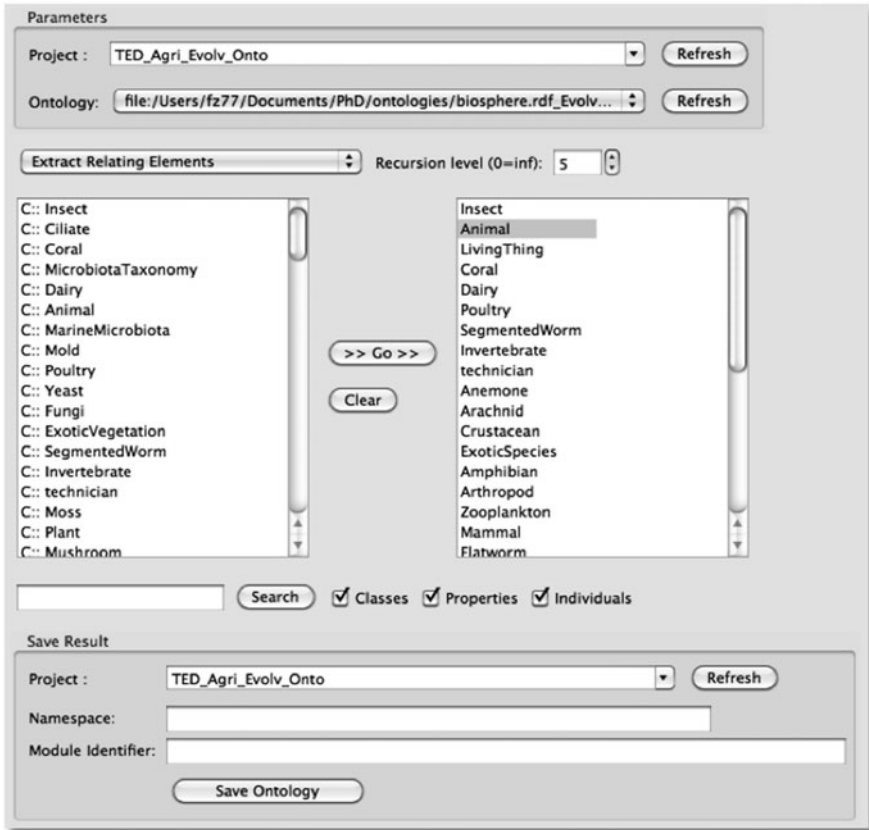 Parameters
Project : TED_Agri_Evolv_Onto Refresh
Ontology: file:/Users/fz77/Documents/PhD/ontologies/biosphere.rdf_Evolv... Refresh
Extract Relating Elements Recursion level (0=inf): 5
C:: Insect
C:: Ciliate
C:: Coral
C:: MicrobiotaTaxonomy
C:: Dairy
C:: Animal
C:: MarineMicrobiota
C:: Mold
C:: Poultry
C:: Yeast
C:: Fungi
C:: ExoticVegetation
C:: SegmentedWorm
C:: Invertebrate
C:: technician
C:: Moss
C:: Plant
C:: Mushroom
>> Go >>
Clear
Insect
Animal
LivingThing
Coral
Dairy
Poultry
SegmentedWorm
Invertebrate
technician
Anemone
Arachnid
Crustacean
ExoticSpecies
Amphibian
Arthropod
Zooplankton
Mammal
Flatworm
Search Classes Properties Individuals
Save Result
Project : TED_Agri_Evolv_Onto Refresh
Namespace:
Module Identifier:
Save Ontology